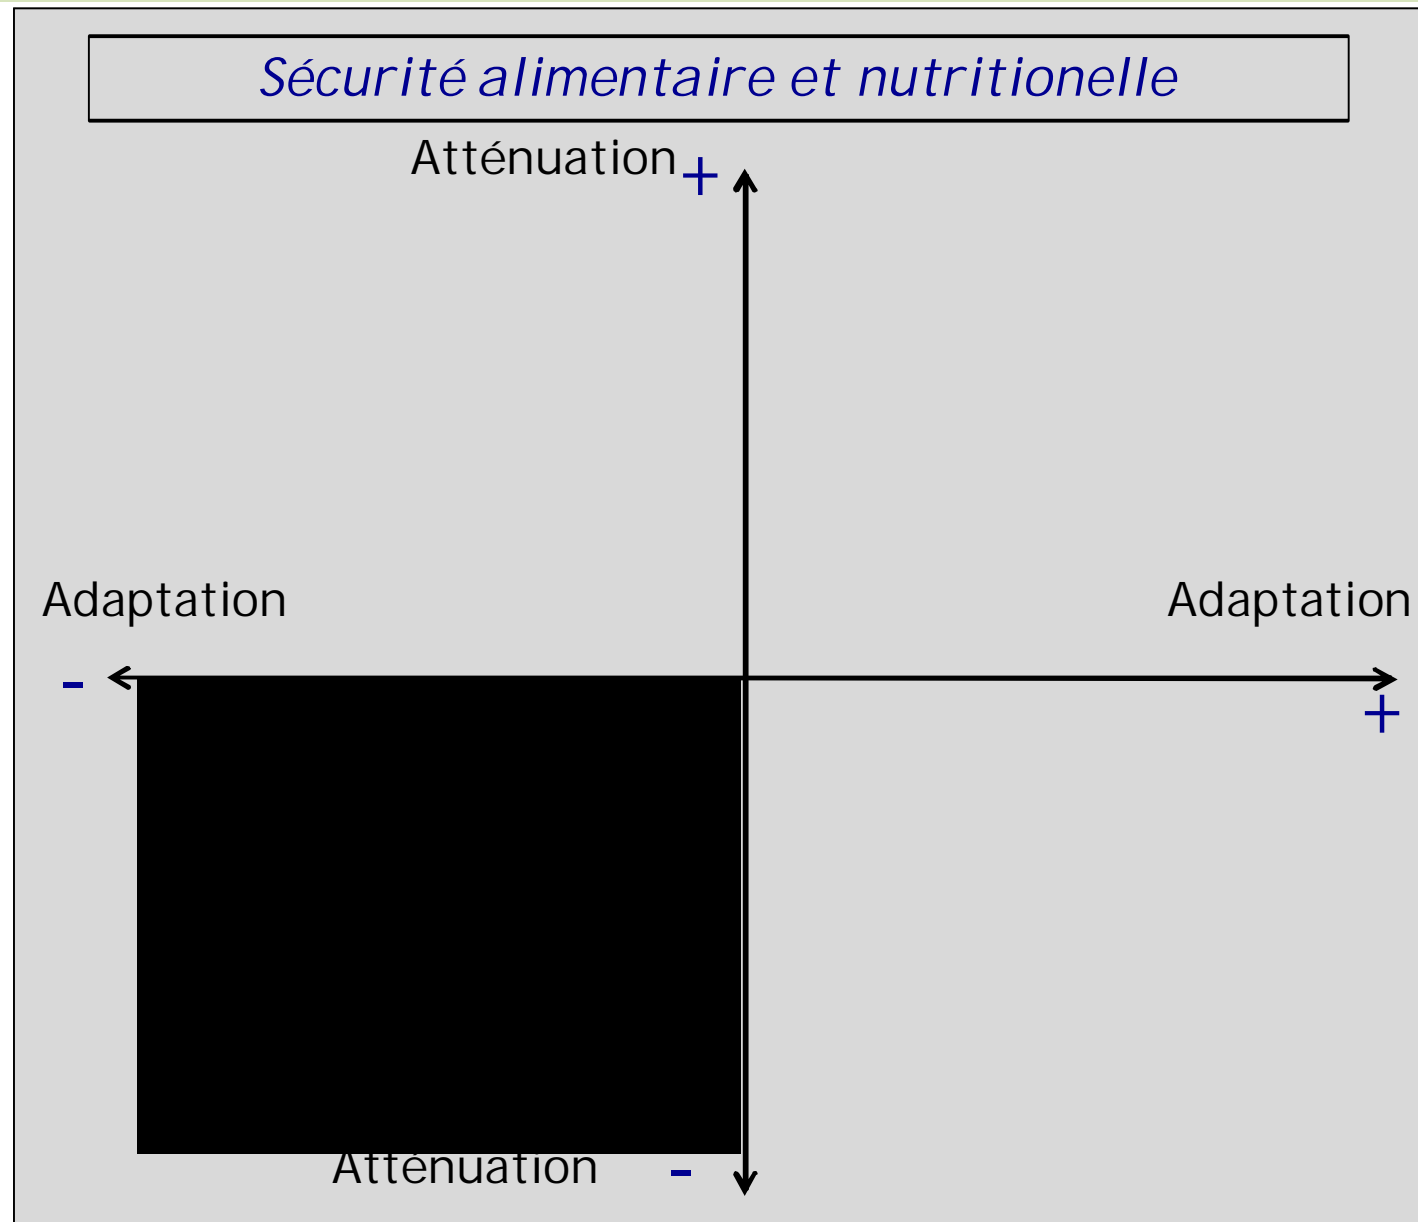 Sécurité alimentaire et nutritionelle
Atténuation +
Adaptation
Adaptation
-
+
Atténuation -